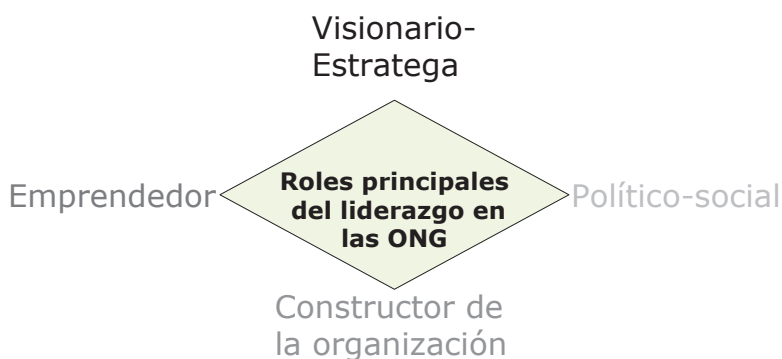 Visionario-
Estratega
Emprendedor
Roles principales
del liderazgo en
las ONG
Político-social
Constructor de
la organización